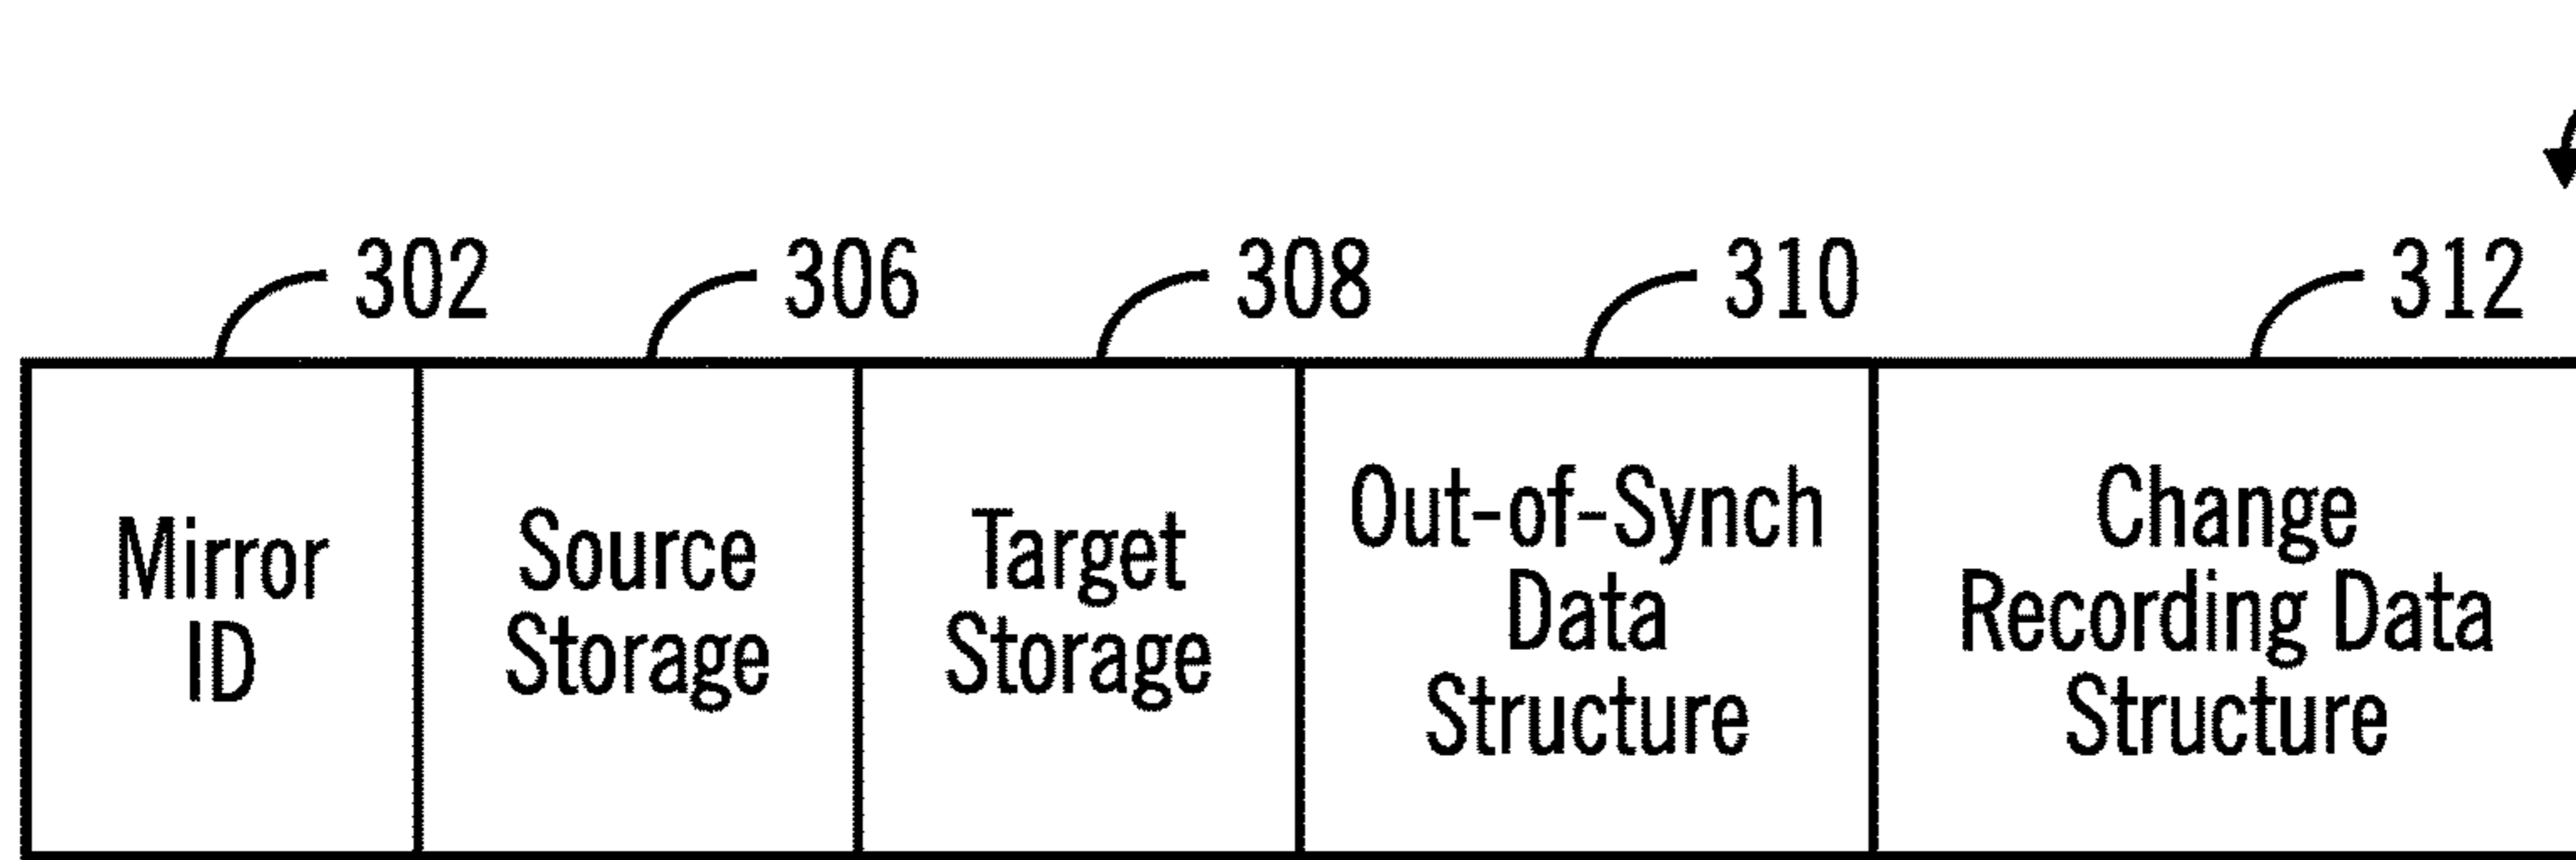 302 306 308 310 312
Mirror
ID
Source
Storage
Target
Storage
Out-of-Synch
Data
Structure
Change
Recording Data
Structure